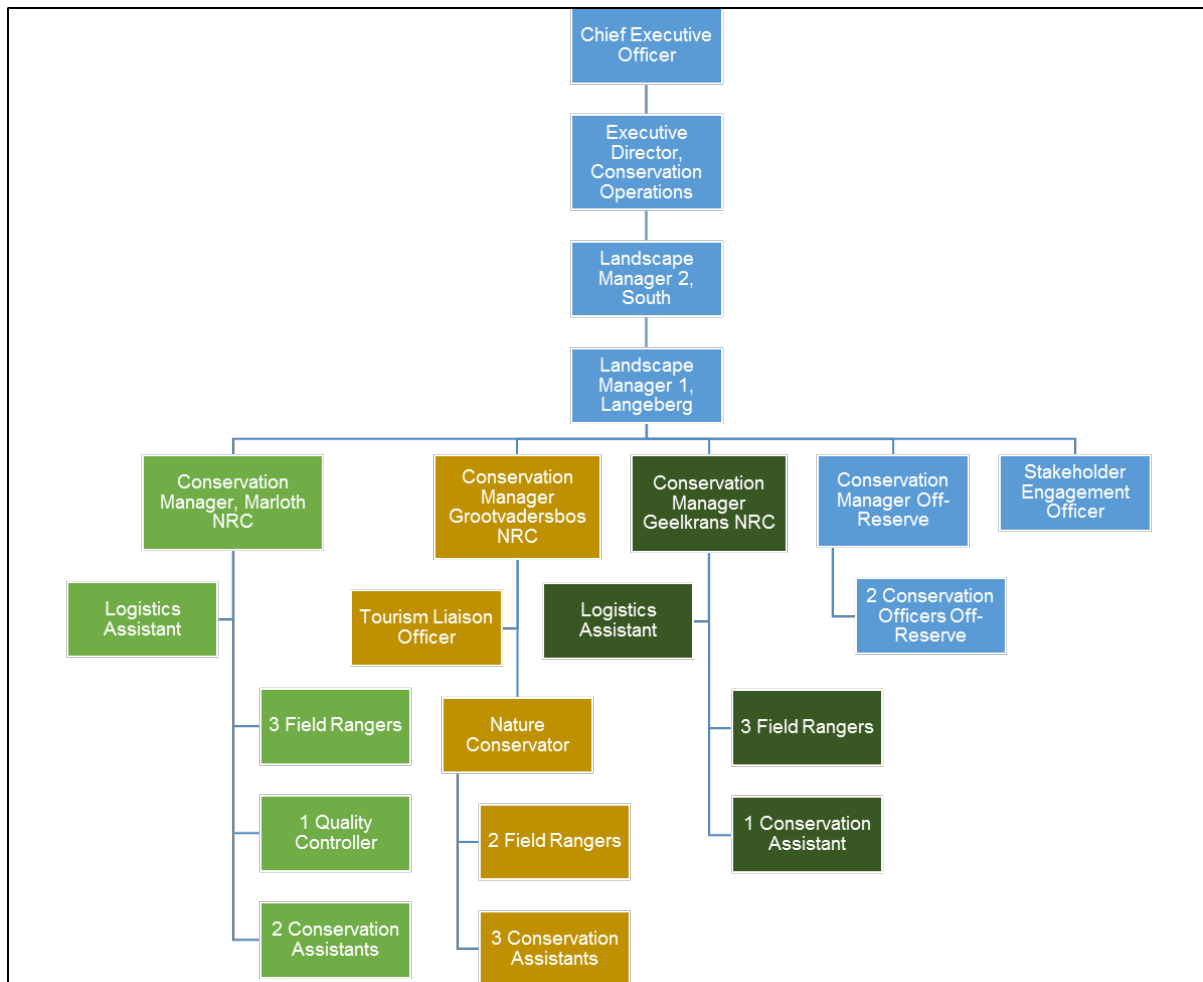 Chief Executive
Officer
Executive
Director,
Conservation
Operations
Landscape
Manager 2,
South
Landscape
Manager 1,
Langeberg
Conservation
Manager, Marloth
NRC
Conservation
Manager
Grootvadersbos
NRC
Conservation
Manager
Geelkrans NRC
Conservation
Manager Off-
Reserve
Stakeholder
Engagement
Officer
Logistics
Assistant
Tourism Liaison
Officer
Logistics
Assistant
2 Conservation
Officers Off-
Reserve
3 Field Rangers
Nature
Conservator
3 Field Rangers
1 Quality
Controller
2 Field Rangers
1 Conservation
Assistant
2 Conservation
Assistants
3 Conservation
Assistants